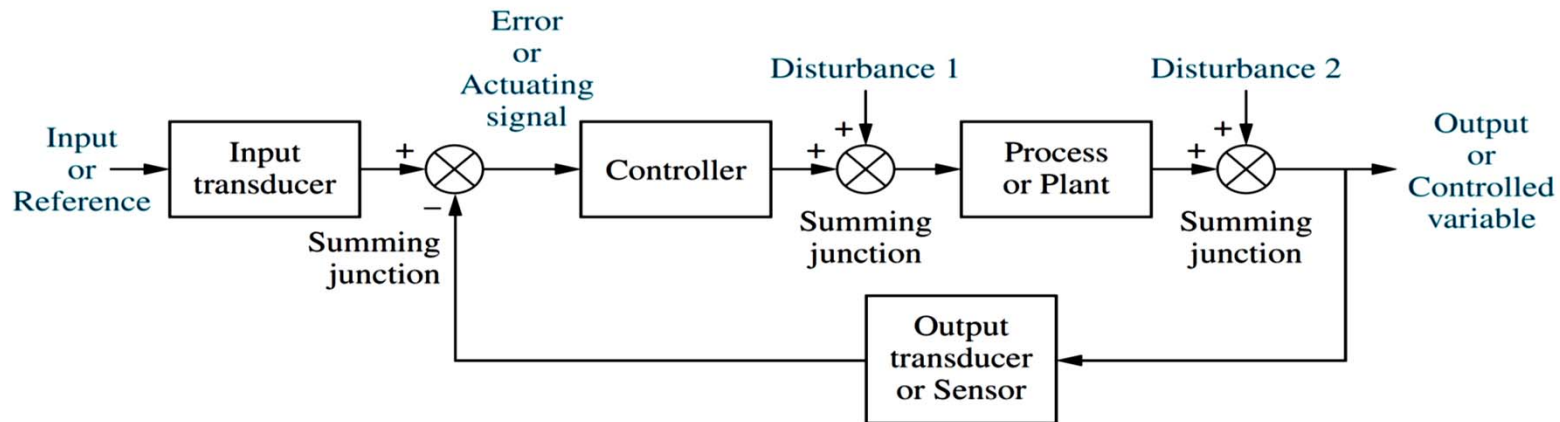 Error
or
Actuating
signal
Disturbance 1
Disturbance 2
Input
or
Reference
Input
transducer
+
−
Summing
junction
Controller
+
+
Summing
junction
Process
or Plant
+
+
Summing
junction
Output
or
Controlled
variable
Output
transducer
or Sensor